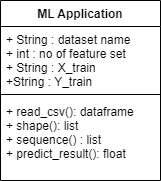 ML Application
+ String : dataset name
+ int : no of feature set
+ String : X_train
+String : Y_train
+ read_csv(): dataframe
+ shape(): list
+ sequence() : list
+ predict_result(): float